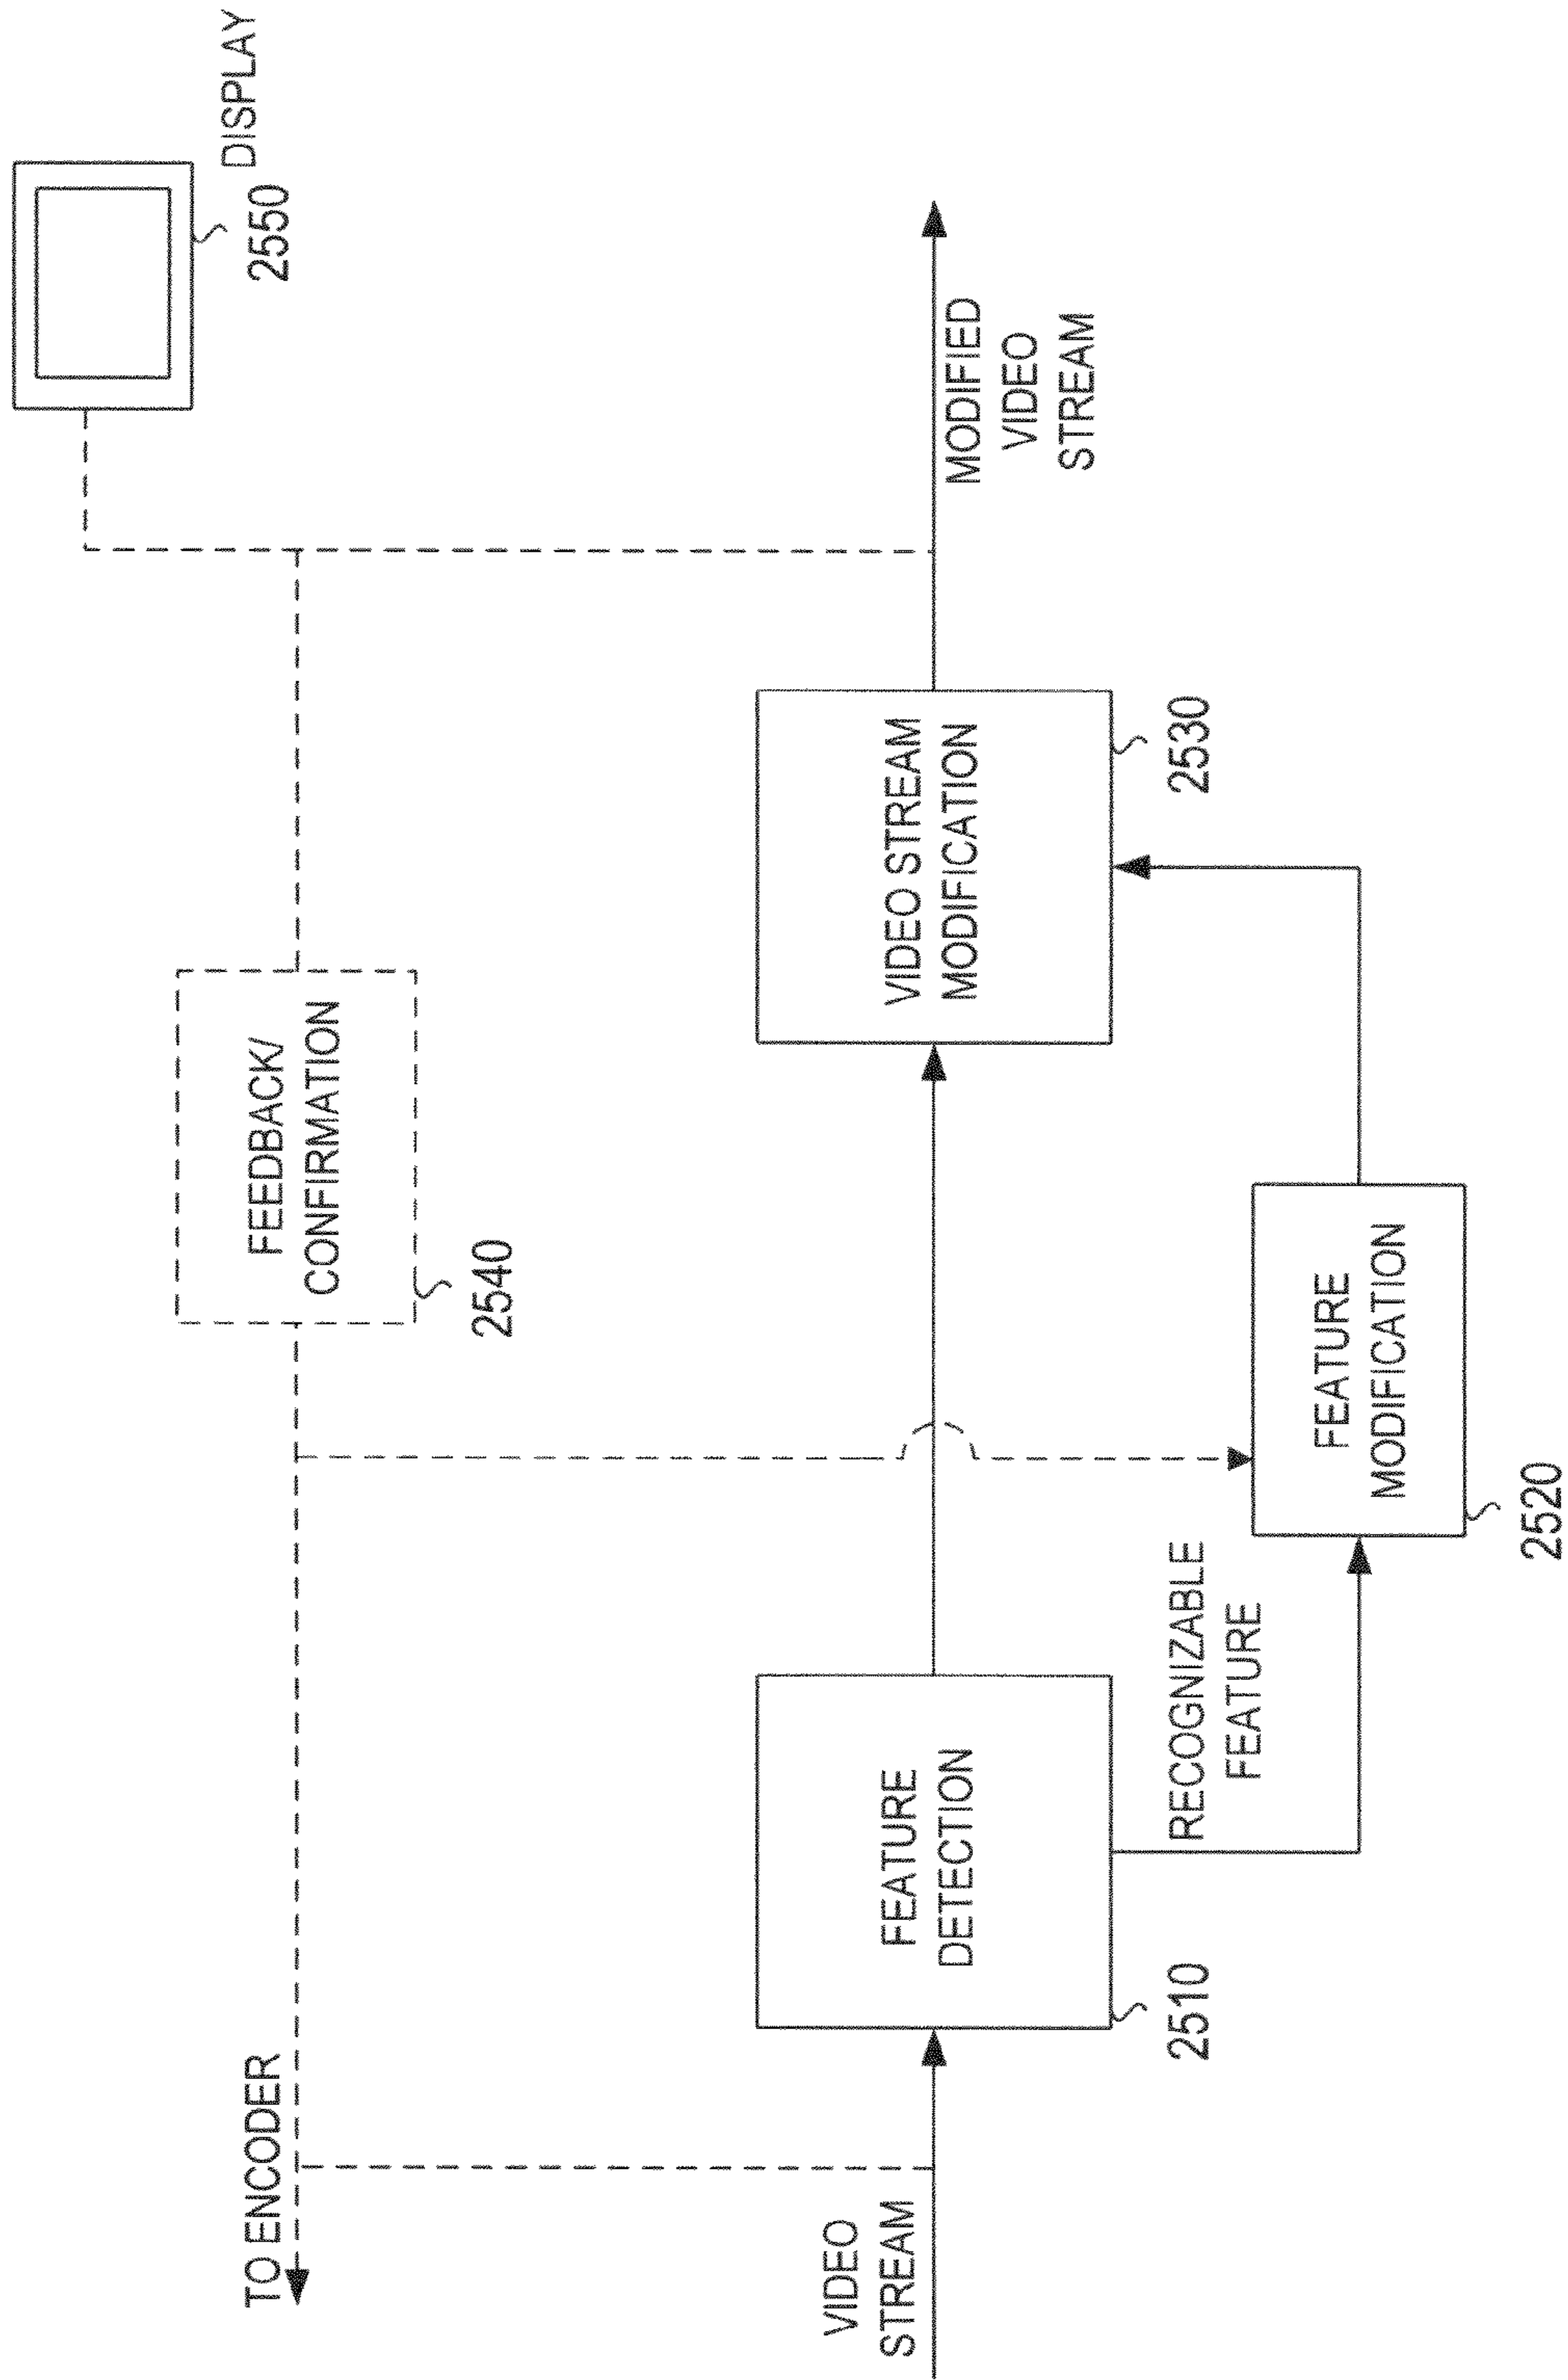 DISPLAY
2550
TO ENCODER
FEEDBACK/
CONFIRMATION
2540
VIDEO
STREAM
FEATURE
DETECTION
2510
RECOGNIZABLE
FEATURE
FEATURE
MODIFICATION
2520
VIDEO STREAM
MODIFICATION
2530
MODIFIED
VIDEO
STREAM